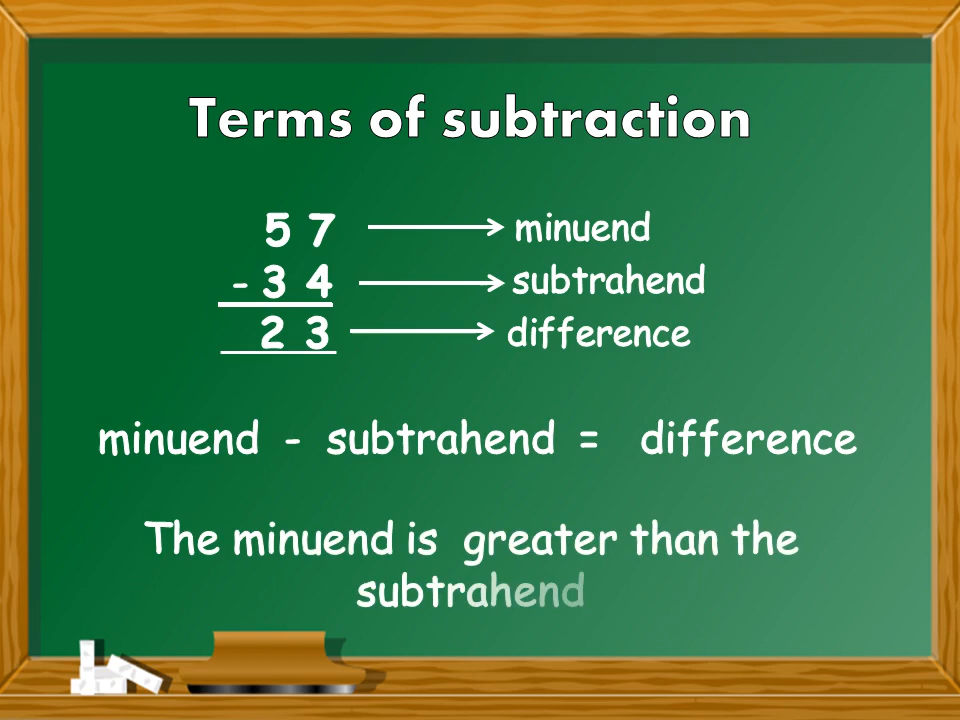 Terms of subtraction
5 7 minuend
- 3 4 subtrahend
2 3 difference
minuend - subtrahend = difference
The minuend is greater than the
subtrahend